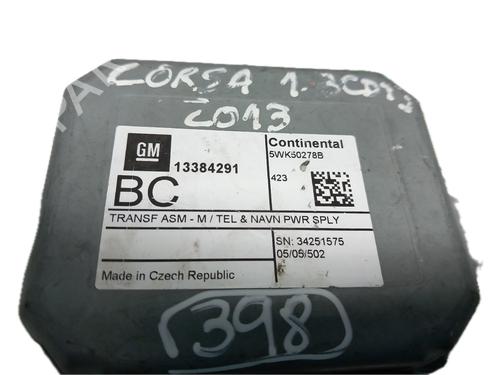 CORSA 1.3CDTI
2013
GM
13384291
BC
Continental
5WK50278B
423
TRANSF ASM - M / TEL & NAVN PWR SPLY
SN: 34251575
05/05/502
Made in Czech Republic
398